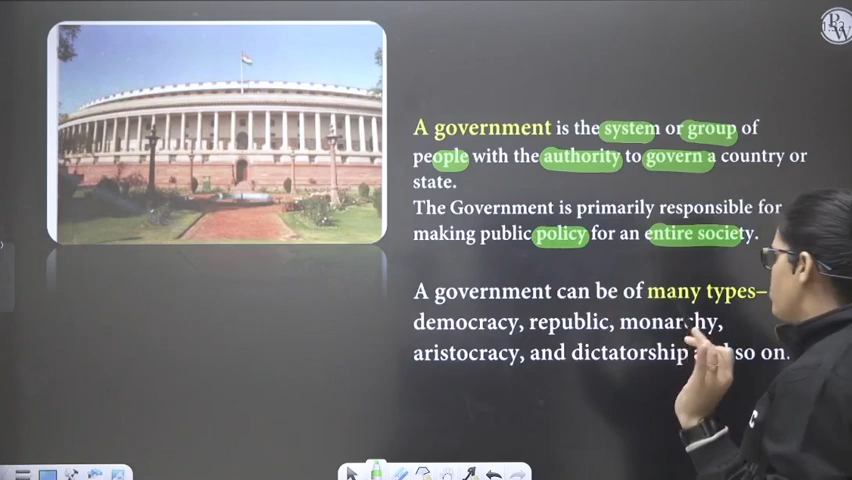 A government is the system or group of
people with the authority to govern a country or
state.
The Government is primarily responsible for
making public policy for an entire society.
A government can be of many types–
democracy, republic, monarchy,
aristocracy, and dictatorship so on.